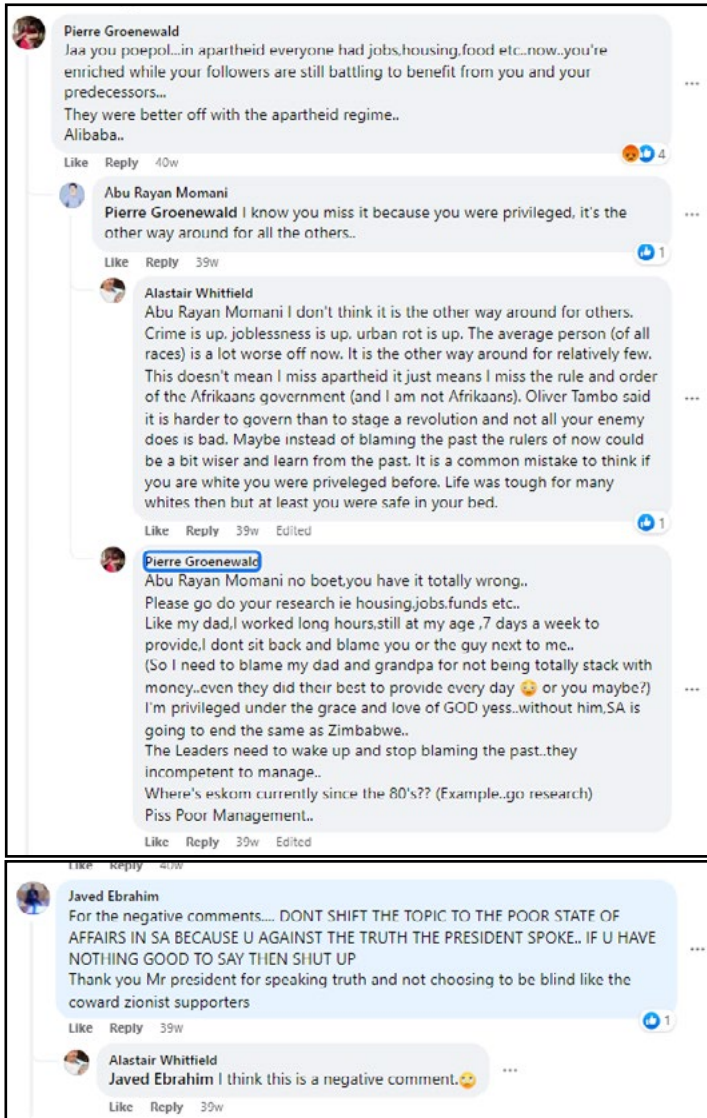 Pierre Groenewald
Jaa you poepol...in apartheid everyone had jobs,housing,food etc..now..you're
enriched while your followers are still battling to benefit from you and your
predecessors...
They were better off with the apartheid regime..
Alibaba..
4
Like Reply 40w
Abu Rayan Momani
Pierre Groenewald I know you miss it because you were privileged, it's the
other way around for all the others..
1
Like Reply 39w
Alastair Whitfield
Abu Rayan Momani I don't think it is the other way around for others.
Crime is up, joblessness is up, urban rot is up. The average person (of all
races) is a lot worse off now. It is the other way around for relatively few.
This doesn't mean I miss apartheid it just means I miss the rule and order
of the Afrikaans government (and I am not Afrikaans). Oliver Tambo said
it is harder to govern than to stage a revolution and not all your enemy
does is bad. Maybe instead of blaming the past the rulers of now could
be a bit wiser and learn from the past. It is a common mistake to think if
you are white you were priveleged before. Life was tough for many
whites then but at least you were safe in your bed.
1
Like Reply 39w Edited
Pierre Groenewald
Abu Rayan Momani no boet,you have it totally wrong..
Please go do your research ie housing,jobs,funds etc..
Like my dad,I worked long hours,still at my age ,7 days a week to
provide,I dont sit back and blame you or the guy next to me..
(So I need to blame my dad and grandpa for not being totally stack with
money..even they did their best to provide every day 😳 or you maybe?)
I'm privileged under the grace and love of GOD yess..without him,SA is
going to end the same as Zimbabwe..
The Leaders need to wake up and stop blaming the past..they
incompetent to manage..
Where's eskom currently since the 80's?? (Example..go research)
Piss Poor Management..
Like Reply 39w Edited
Like Reply 40w
Javed Ebrahim
For the negative comments.... DONT SHIFT THE TOPIC TO THE POOR STATE OF
AFFAIRS IN SA BECAUSE U AGAINST THE TRUTH THE PRESIDENT SPOKE.. IF U HAVE
NOTHING GOOD TO SAY THEN SHUT UP
Thank you Mr president for speaking truth and not choosing to be blind like the
coward zionist supporters
1
Like Reply 39w
Alastair Whitfield
Javed Ebrahim I think this is a negative comment.🙄
Like Reply 39w